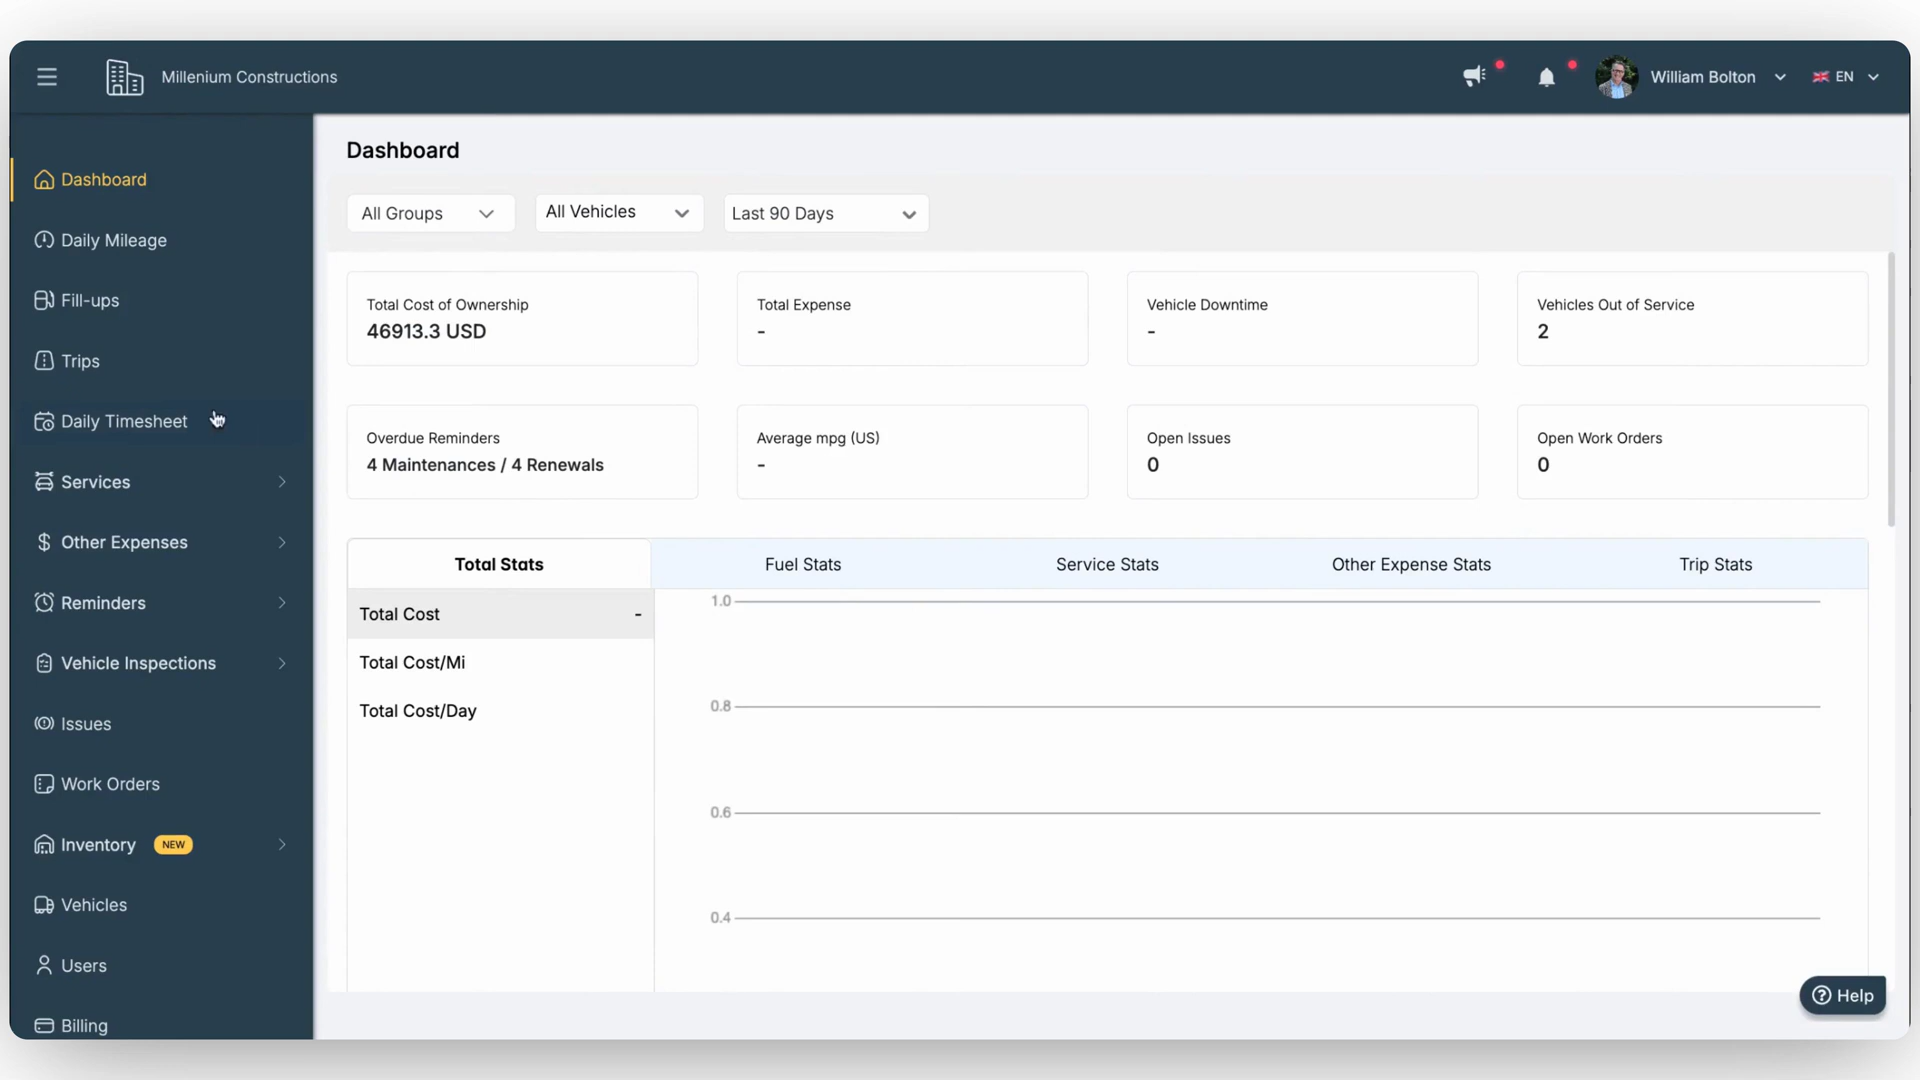 Millenium Constructions
William Bolton
EN
Dashboard
Daily Mileage
Fill-ups
Trips
Daily Timesheet
Services
Other Expenses
Reminders
Vehicle Inspections
Issues
Work Orders
Inventory NEW
Vehicles
Users
Billing
Dashboard
All Groups
All Vehicles
Last 90 Days
Total Cost of Ownership
46913.3 USD
Total Expense
-
Vehicle Downtime
-
Vehicles Out of Service
2
Overdue Reminders
4 Maintenances / 4 Renewals
Average mpg (US)
-
Open Issues
0
Open Work Orders
0
Total Stats
Fuel Stats
Service Stats
Other Expense Stats
Trip Stats
Total Cost -
Total Cost/Mi
Total Cost/Day
1.0
0.8
0.6
0.4
Help